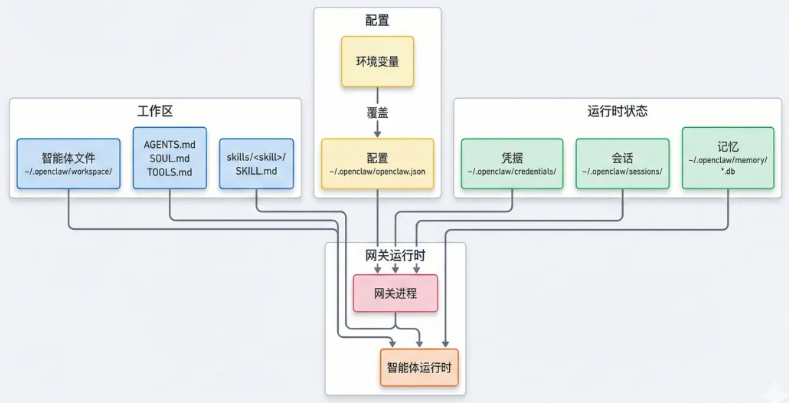 配置
环境变量
覆盖
配置
~/.openclaw/openclaw.json
工作区
智能体文件
~/.openclaw/workspace/
AGENTS.md
SOUL.md
TOOLS.md
skills/<skill>/
SKILL.md
运行时状态
凭据
~/.openclaw/credentials/
会话
~/.openclaw/sessions/
记忆
~/.openclaw/memory/
*.db
网关运行时
网关进程
智能体运行时